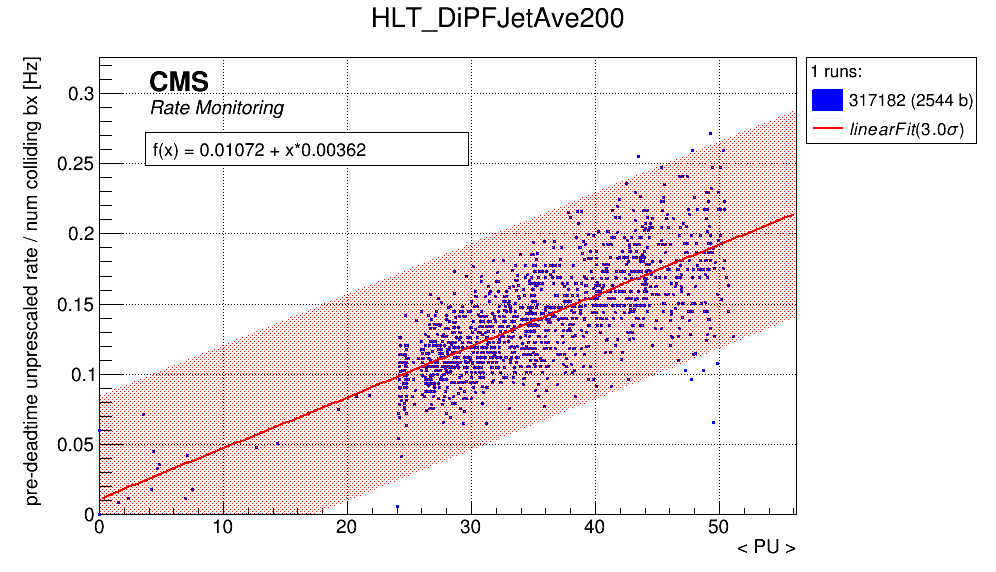 HLT_DiPFJetAve200
pre-deadtime unprescaled rate / num colliding bx [Hz]
CMS
Rate Monitoring
f(x) = 0.01072 + x*0.00362
0.3
0.25
0.2
0.15
0.1
0.05
0
0 10 20 30 40 50
< PU >
1 runs:
317182 (2544 b)
linearFit(3.0σ)